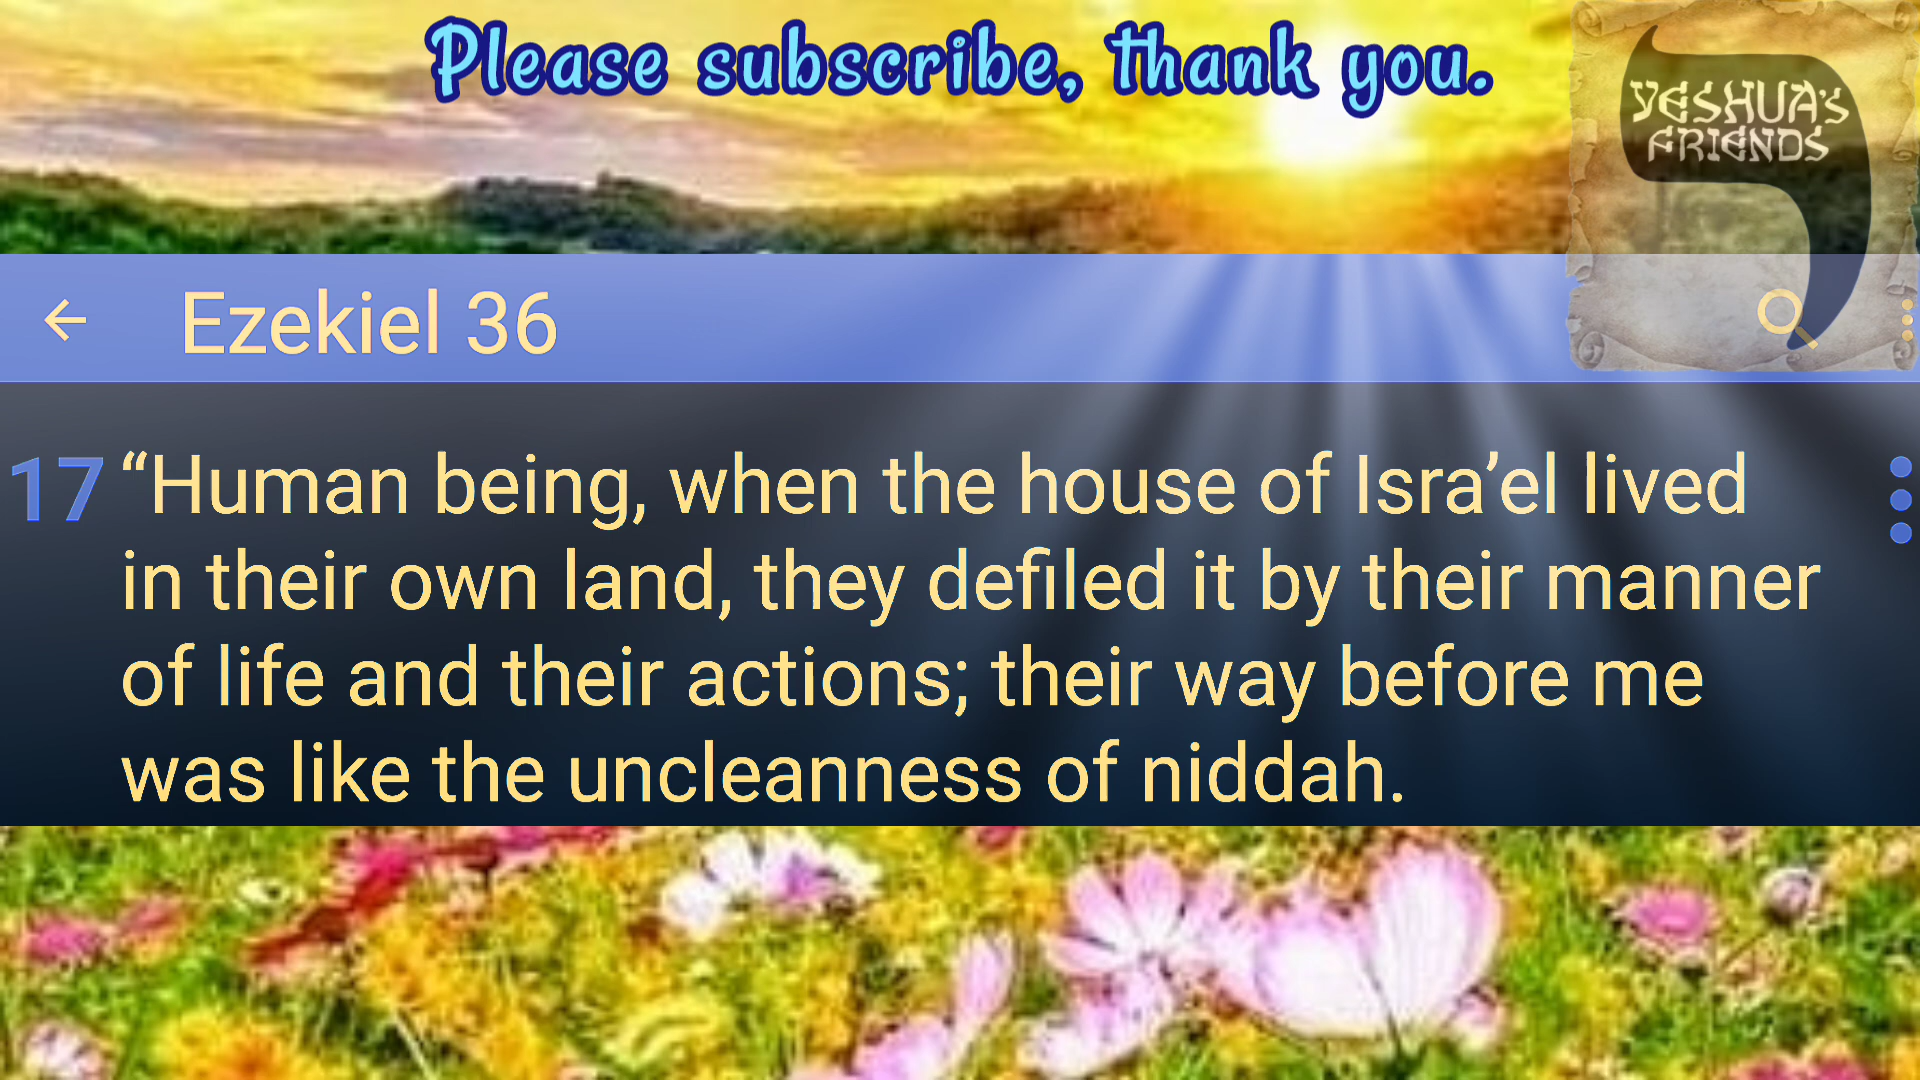 Please subscribe, thank you.
YESHUA'S
FRIENDS
Ezekiel 36
17 “Human being, when the house of Isra’el lived
in their own land, they defiled it by their manner
of life and their actions; their way before me
was like the uncleanness of niddah.